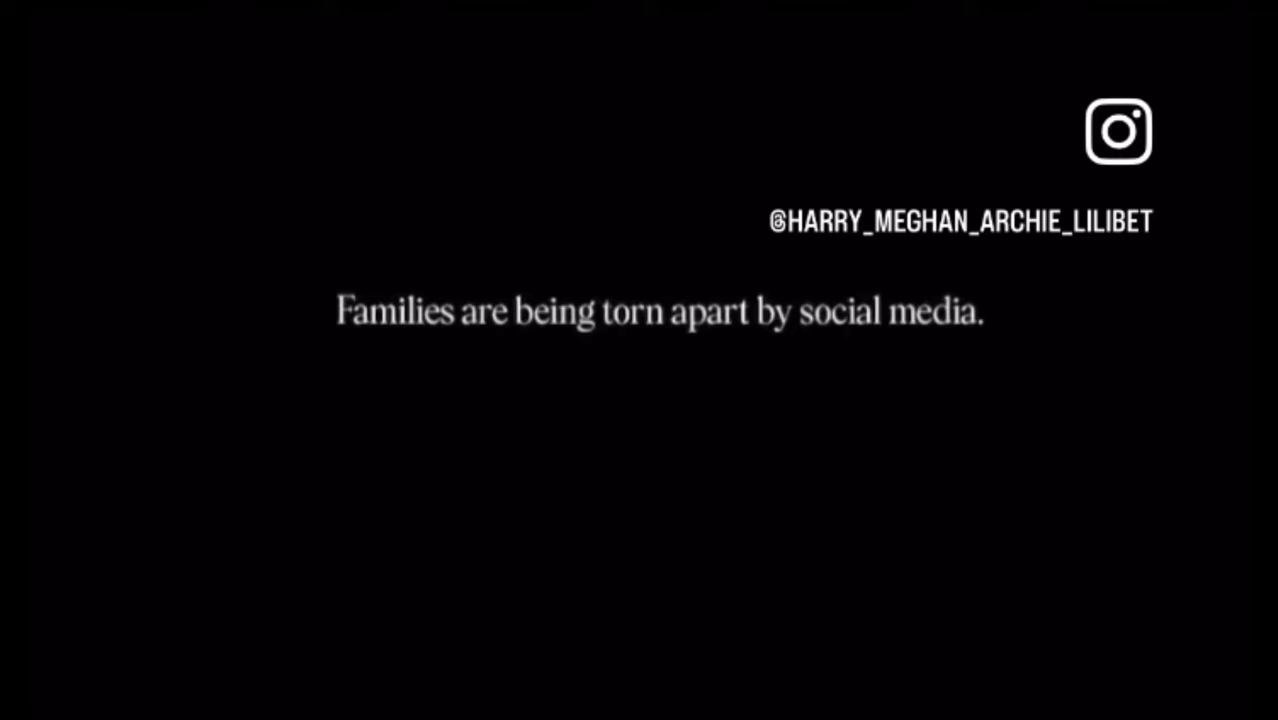 @HARRY_MEGHAN_ARCHIE_LILIBET
Families are being torn apart by social media.